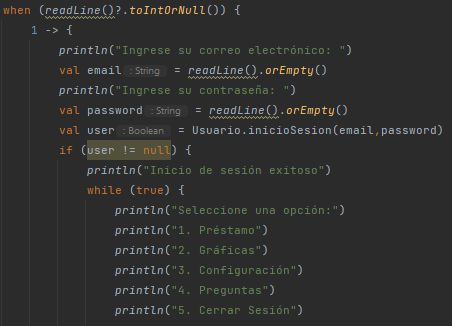 when (readLine()?.toIntOrNull()) {
1 -> {
println("Ingrese su correo electrónico: ")
val email : String = readLine().orEmpty()
println("Ingrese su contraseña: ")
val password : String = readLine().orEmpty()
val user : Boolean = Usuario.inicioSesion(email,password)
if (user != null) {
println("Inicio de sesión exitoso")
while (true) {
println("Seleccione una opción:")
println("1. Préstamo")
println("2. Gráficas")
println("3. Configuración")
println("4. Preguntas")
println("5. Cerrar Sesión")